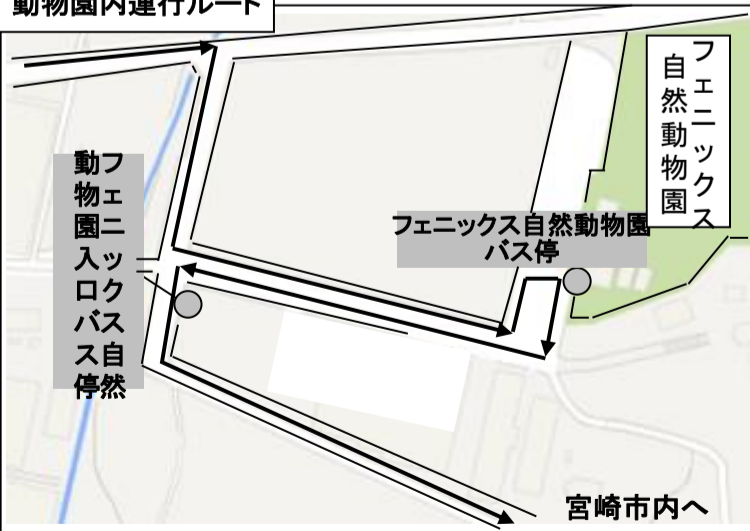 動物園内運行ルート
フェニックス
自然動物園
フェニックス自然動物園
バス停
フェニックス自然
動物園入口バス停
宮崎市内へ